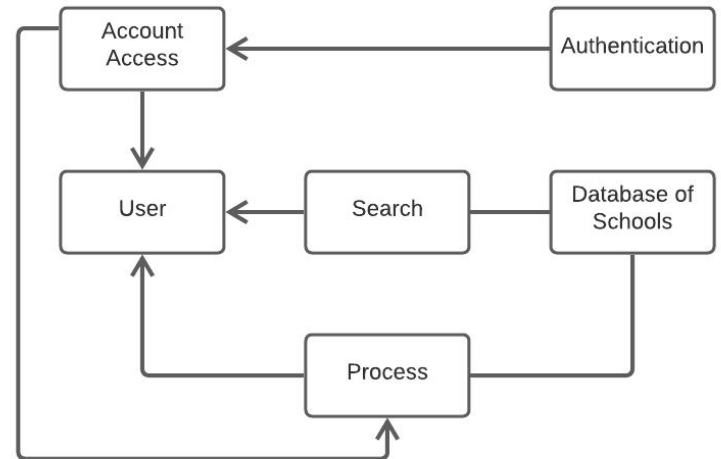 Account
Access
Authentication
User
Search
Database of
Schools
Process